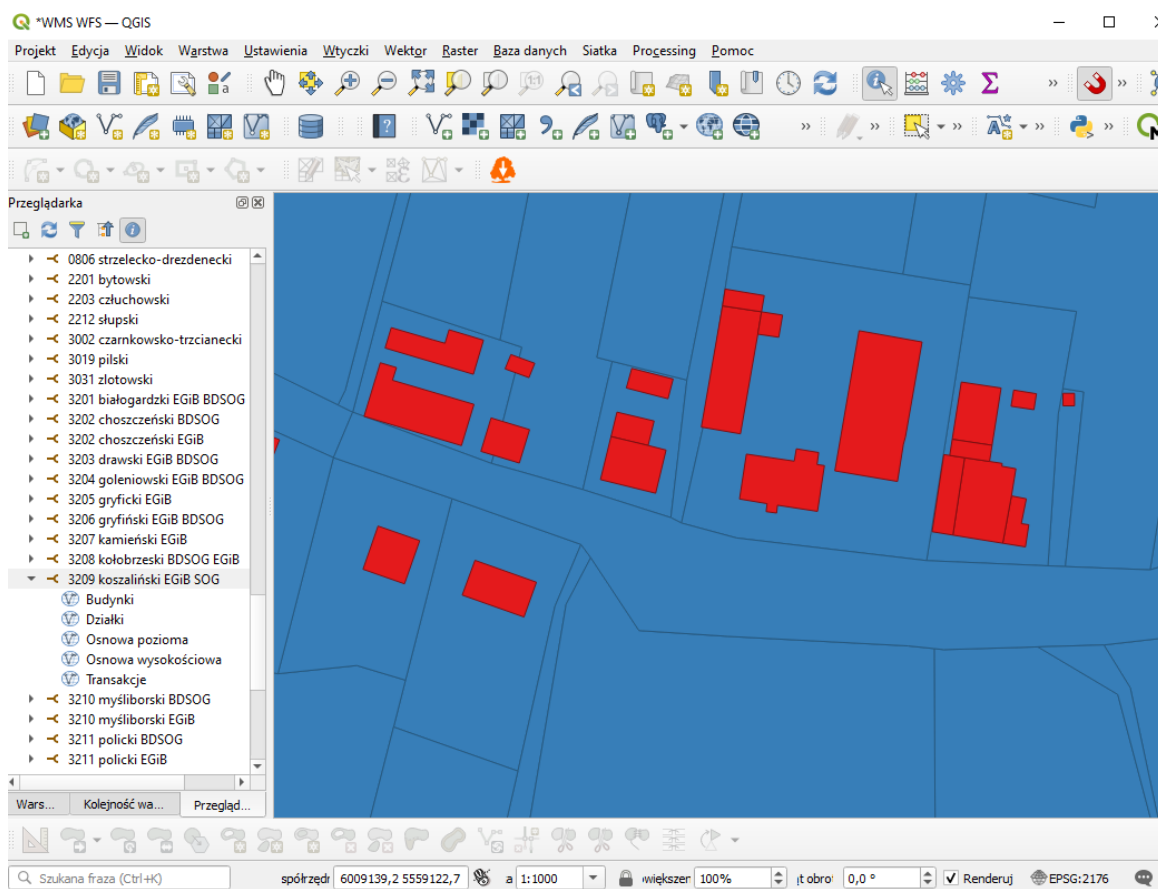 *WMS WFS — QGIS
Projekt Edycja Widok Warstwa Ustawienia Wtyczki Wektor Raster Baza danych Siatka Processing Pomoc
Przeglądarka
0806 strzelecko-drezdenecki
2201 bytowski
2203 człuchowski
2212 słupski
3002 czarnkowsko-trzcianecki
3019 pilski
3031 zlotowski
3201 białogardzki EGiB BDSOG
3202 choszczeński BDSOG
3202 choszczeński EGiB
3203 drawski EGiB BDSOG
3204 goleniowski EGiB BDSOG
3205 gryficki EGiB
3206 gryfiński EGiB BDSOG
3207 kamieński EGiB
3208 kołobrzeski BDSOG EGiB
3209 koszaliński EGiB SOG
Budynki
Działki
Osnowa pozioma
Osnowa wysokościowa
Transakcje
3210 myśliborski BDSOG
3210 myśliborski EGiB
3211 policki BDSOG
3211 policki EGiB
Wars... Kolejność wa... Przegląd...
Szukana fraza (Ctrl+K) spółrzędr 6009139,2 5559122,7 a 1:1000 większer 100% t obro 0,0 ° Renderuj EPSG:2176